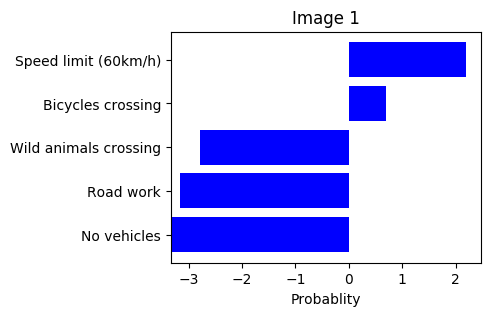 Image 1
Speed limit (60km/h)
Bicycles crossing
Wild animals crossing
Road work
No vehicles
−3 −2 −1 0 1 2
Probablity